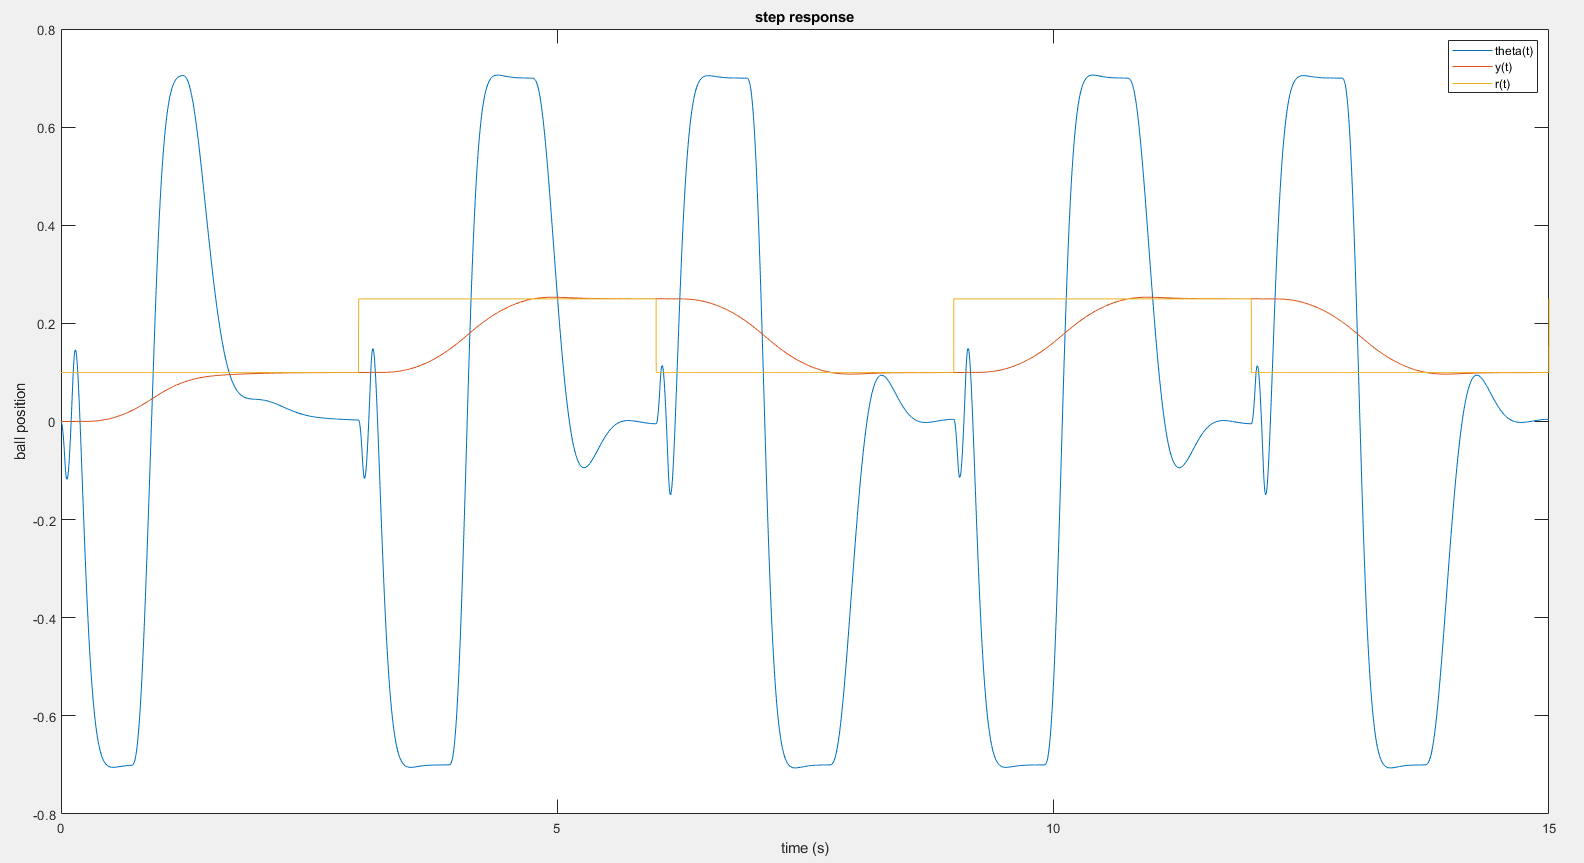 step response
theta(t)
y(t)
r(t)
0.8
0.6
0.4
0.2
0
-0.2
-0.4
-0.6
-0.8
ball position
0
5
10
15
time (s)